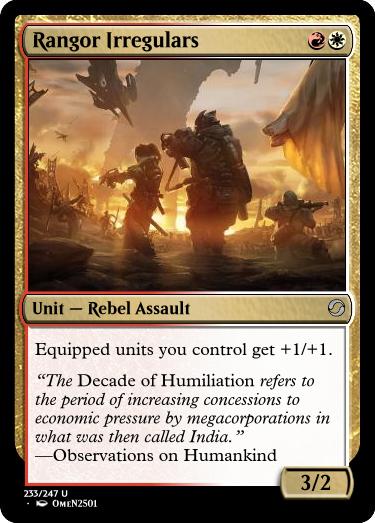 Rangor Irregulars
Unit — Rebel Assault
Equipped units you control get +1/+1.
“The Decade of Humiliation refers to
the period of increasing concessions to
economic pressure by megacorporations in
what was then called India.”
—Observations on Humankind
3/2
233/247 U
· OMEN2501